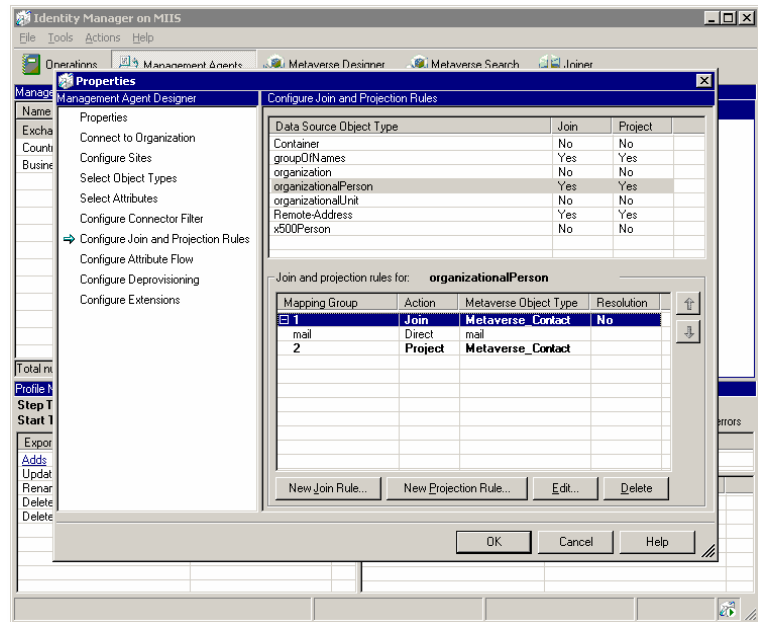 Identity Manager on MIIS
File Tools Actions Help
Operations Management Agents Metaverse Designer Metaverse Search Joiner
Properties
Management Agent Designer
Properties
Connect to Organization
Configure Sites
Select Object Types
Select Attributes
Configure Connector Filter
Configure Join and Projection Rules
Configure Attribute Flow
Configure Deprovisioning
Configure Extensions
Configure Join and Projection Rules
Data Source Object Type Join Project
Container No No
groupOfNames Yes Yes
organization No No
organizationalPerson Yes Yes
organizationalUnit No No
Remote-Address Yes Yes
x500Person No No
Join and projection rules for: organizationalPerson
Mapping Group Action Metaverse Object Type Resolution
1 Join Metaverse_Contact No
mail Direct mail
2 Project Metaverse_Contact
New Join Rule... New Projection Rule... Edit... Delete
OK Cancel Help
Manage
Name
Excha
Count
Busine
Total nu
Profile N
Step T
Start T
errors
Expor
Adds
Updat
Renar
Delete
Delete